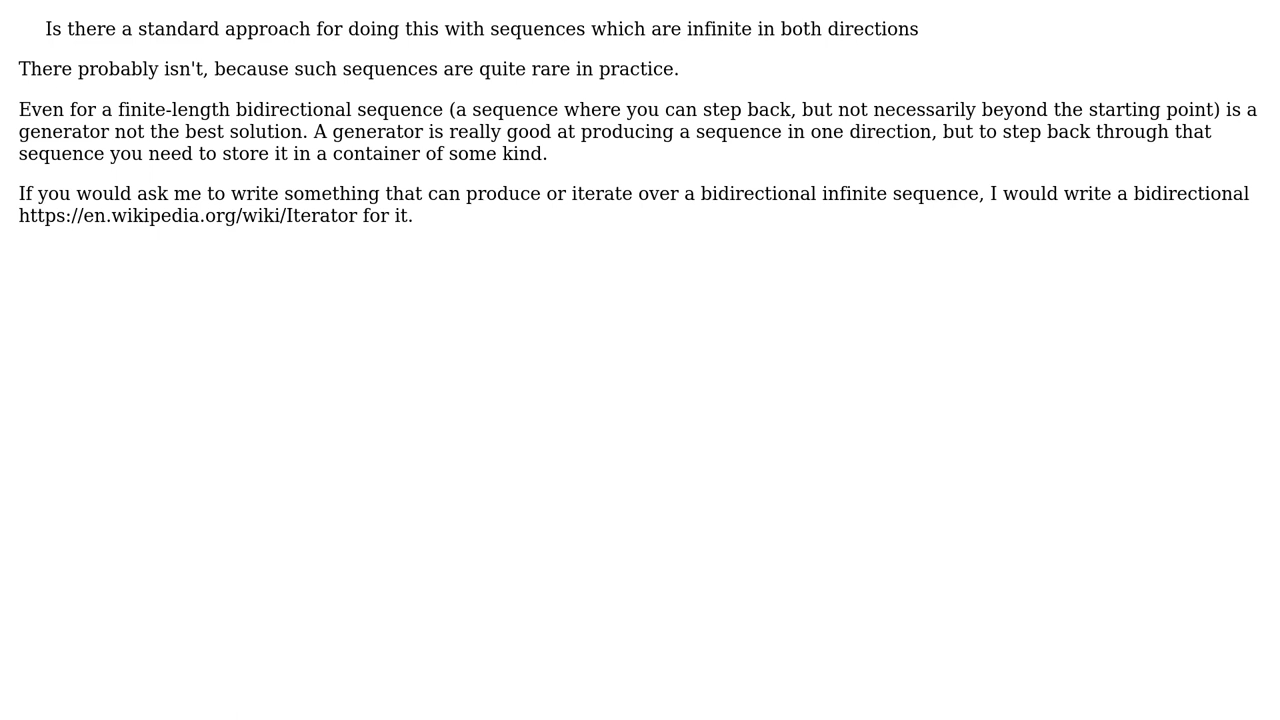 Is there a standard approach for doing this with sequences which are infinite in both directions
There probably isn't, because such sequences are quite rare in practice.
Even for a finite-length bidirectional sequence (a sequence where you can step back, but not necessarily beyond the starting point) is a
generator not the best solution. A generator is really good at producing a sequence in one direction, but to step back through that
sequence you need to store it in a container of some kind.
If you would ask me to write something that can produce or iterate over a bidirectional infinite sequence, I would write a bidirectional
https://en.wikipedia.org/wiki/Iterator for it.